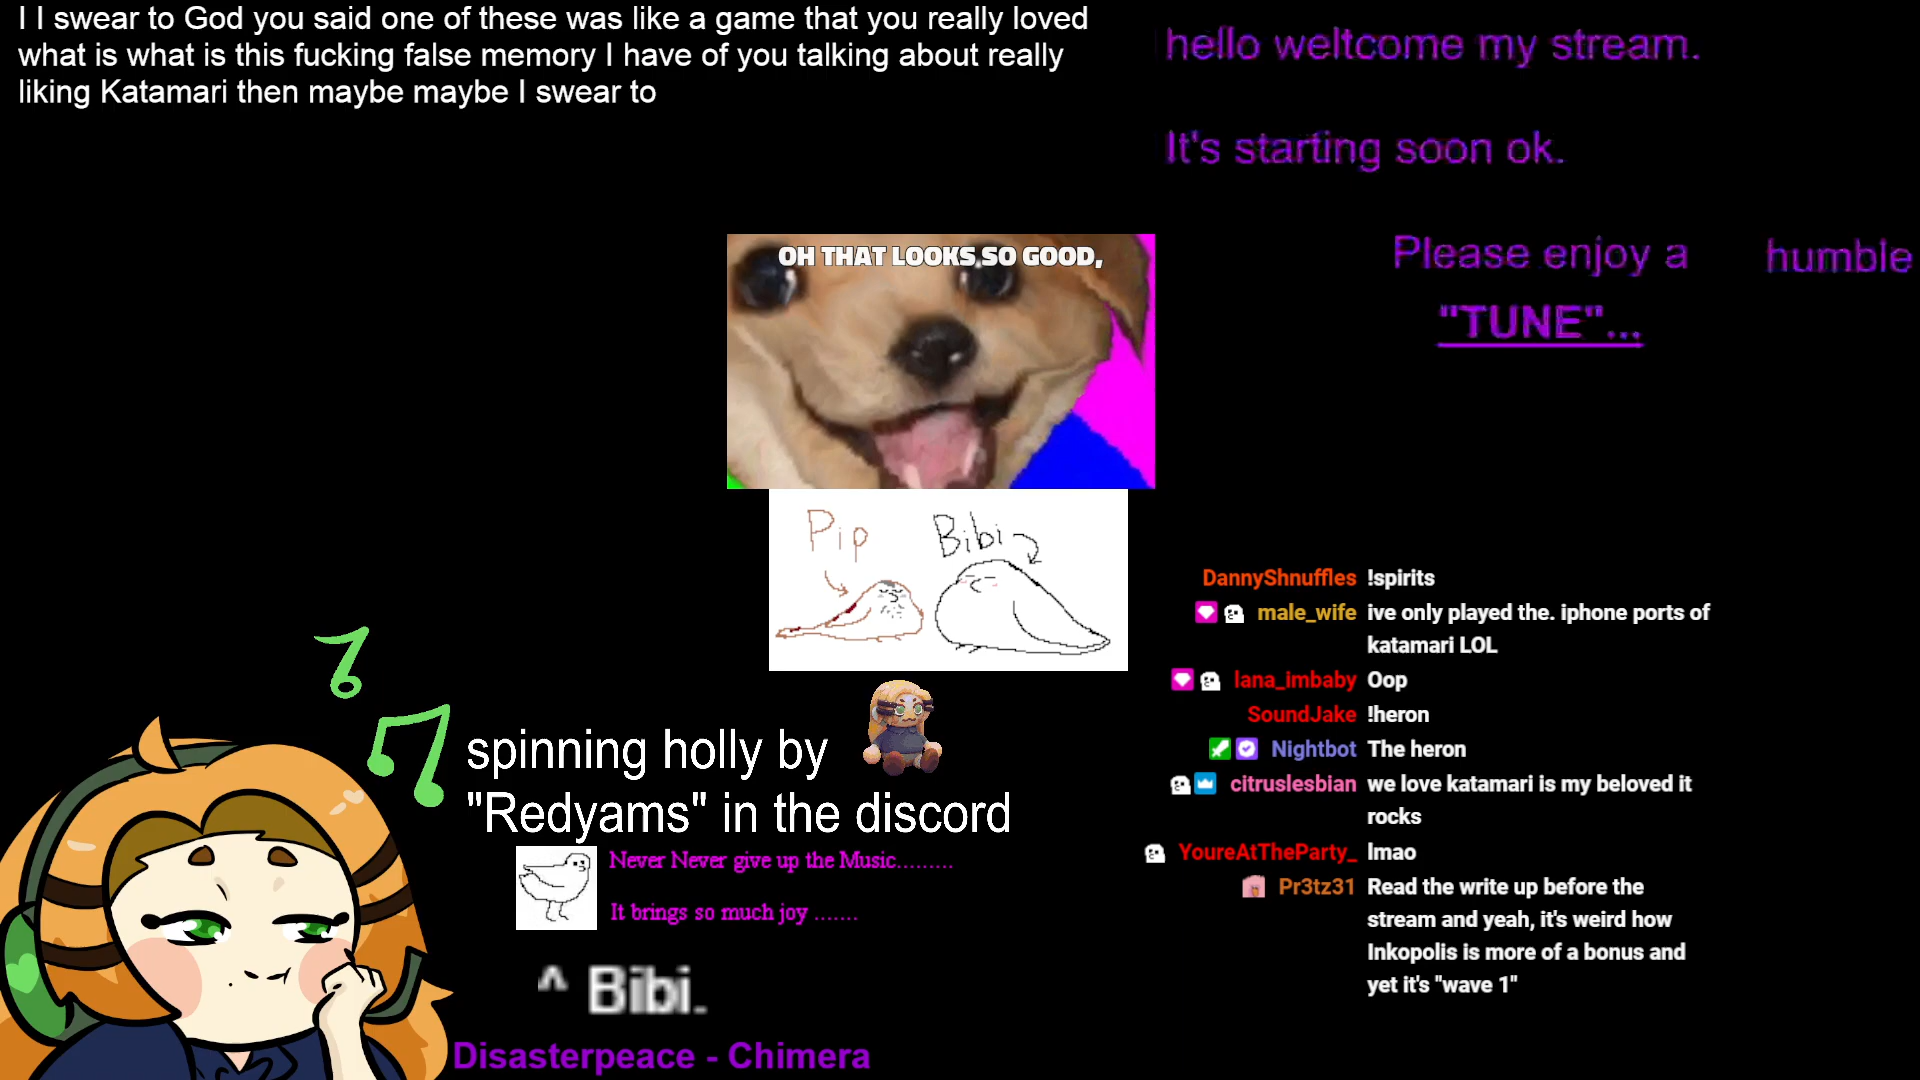 I I swear to God you said one of these was like a game that you really loved
what is what is this fucking false memory I have of you talking about really
liking Katamari then maybe maybe I swear to
hello weltcome my stream.
It's starting soon ok.
Please enjoy a humble
"TUNE"...
OH THAT LOOKS SO GOOD,
Pip
Bibi
spinning holly by
"Redyams" in the discord
Never Never give up the Music.........
It brings so much joy .......
^ Bibi.
Disasterpeace - Chimera
DannyShnuffles !spirits
male_wife ive only played the. iphone ports of
katamari LOL
lana_imbaby Oop
SoundJake !heron
Nightbot The heron
citruslesbian we love katamari is my beloved it
rocks
YoureAtTheParty_ lmao
Pr3tz31 Read the write up before the
stream and yeah, it's weird how
Inkopolis is more of a bonus and
yet it's "wave 1"